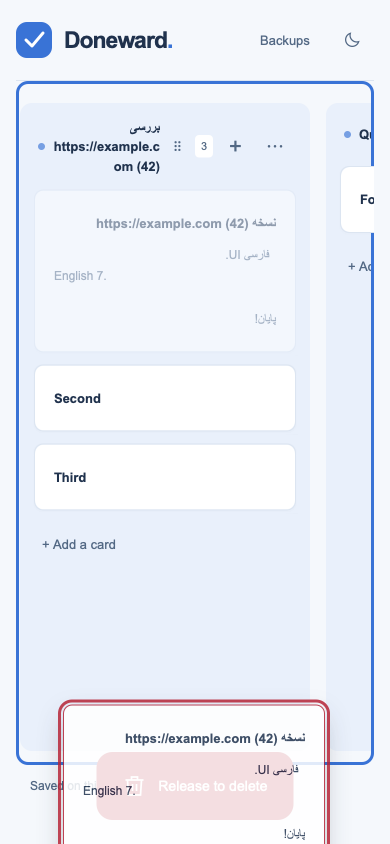 Doneward.
Backups
بررسی
https://example.c
om (42)
3
نسخه https://example.com (42)
فارسی UI.
English 7.
پایان!
Second
Third
+ Add a card
+ Ad
نسخه https://example.com (42)
فارسی UI.
English 7.
Release to delete
پایان!
Saved on